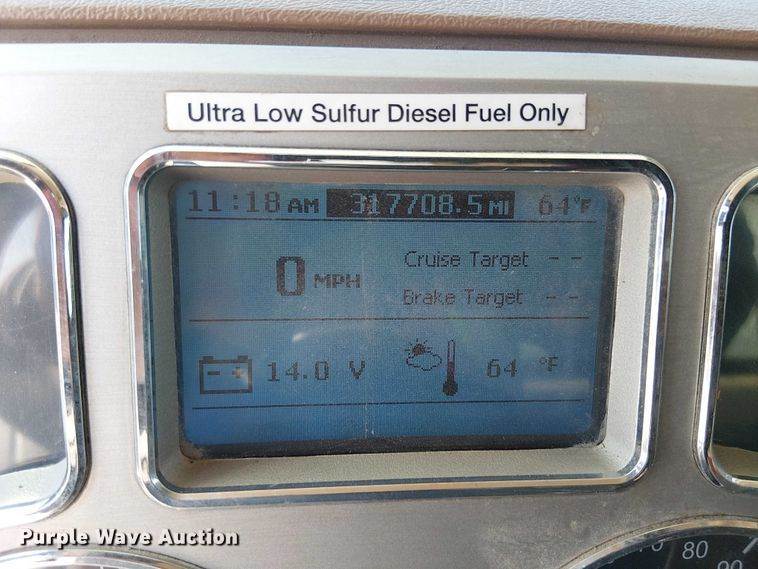 Ultra Low Sulfur Diesel Fuel Only
11:18 AM 317708.5 MI 64°F
0 MPH
Cruise Target - -
Brake Target - -
14.0 V 64 °F
Purple Wave Auction
80